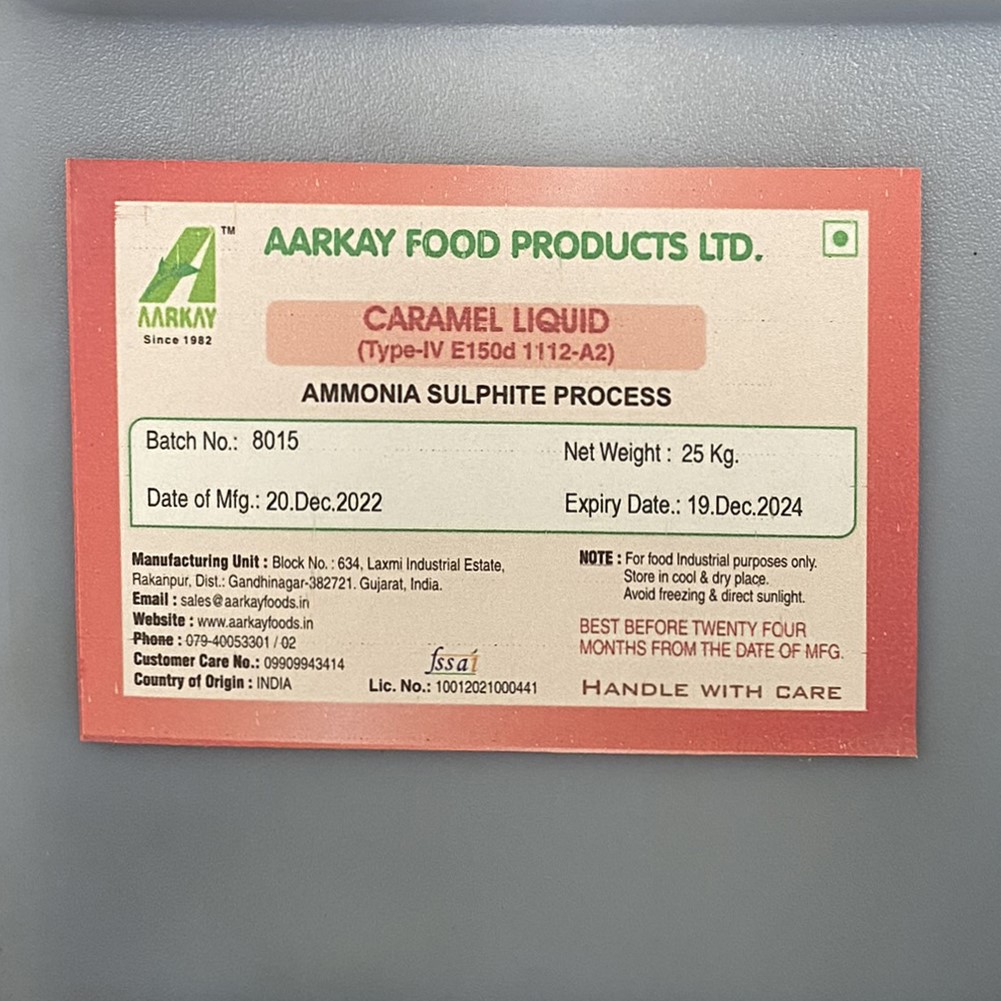 TM
AARKAY
Since 1982
AARKAY FOOD PRODUCTS LTD.
CARAMEL LIQUID
(Type-IV E150d 1112-A2)
AMMONIA SULPHITE PROCESS
Batch No.: 8015
Net Weight : 25 Kg.
Date of Mfg.: 20.Dec.2022
Expiry Date.: 19.Dec.2024
Manufacturing Unit : Block No. : 634, Laxmi Industrial Estate,
Rakanpur, Dist.: Gandhinagar-382721. Gujarat, India.
Email : sales@aarkayfoods.in
Website : www.aarkayfoods.in
Phone : 079-40053301 / 02
Customer Care No.: 09909943414
Country of Origin : INDIA
fssai
Lic. No.: 10012021000441
NOTE : For food Industrial purposes only.
Store in cool & dry place.
Avoid freezing & direct sunlight.
BEST BEFORE TWENTY FOUR
MONTHS FROM THE DATE OF MFG.
HANDLE WITH CARE